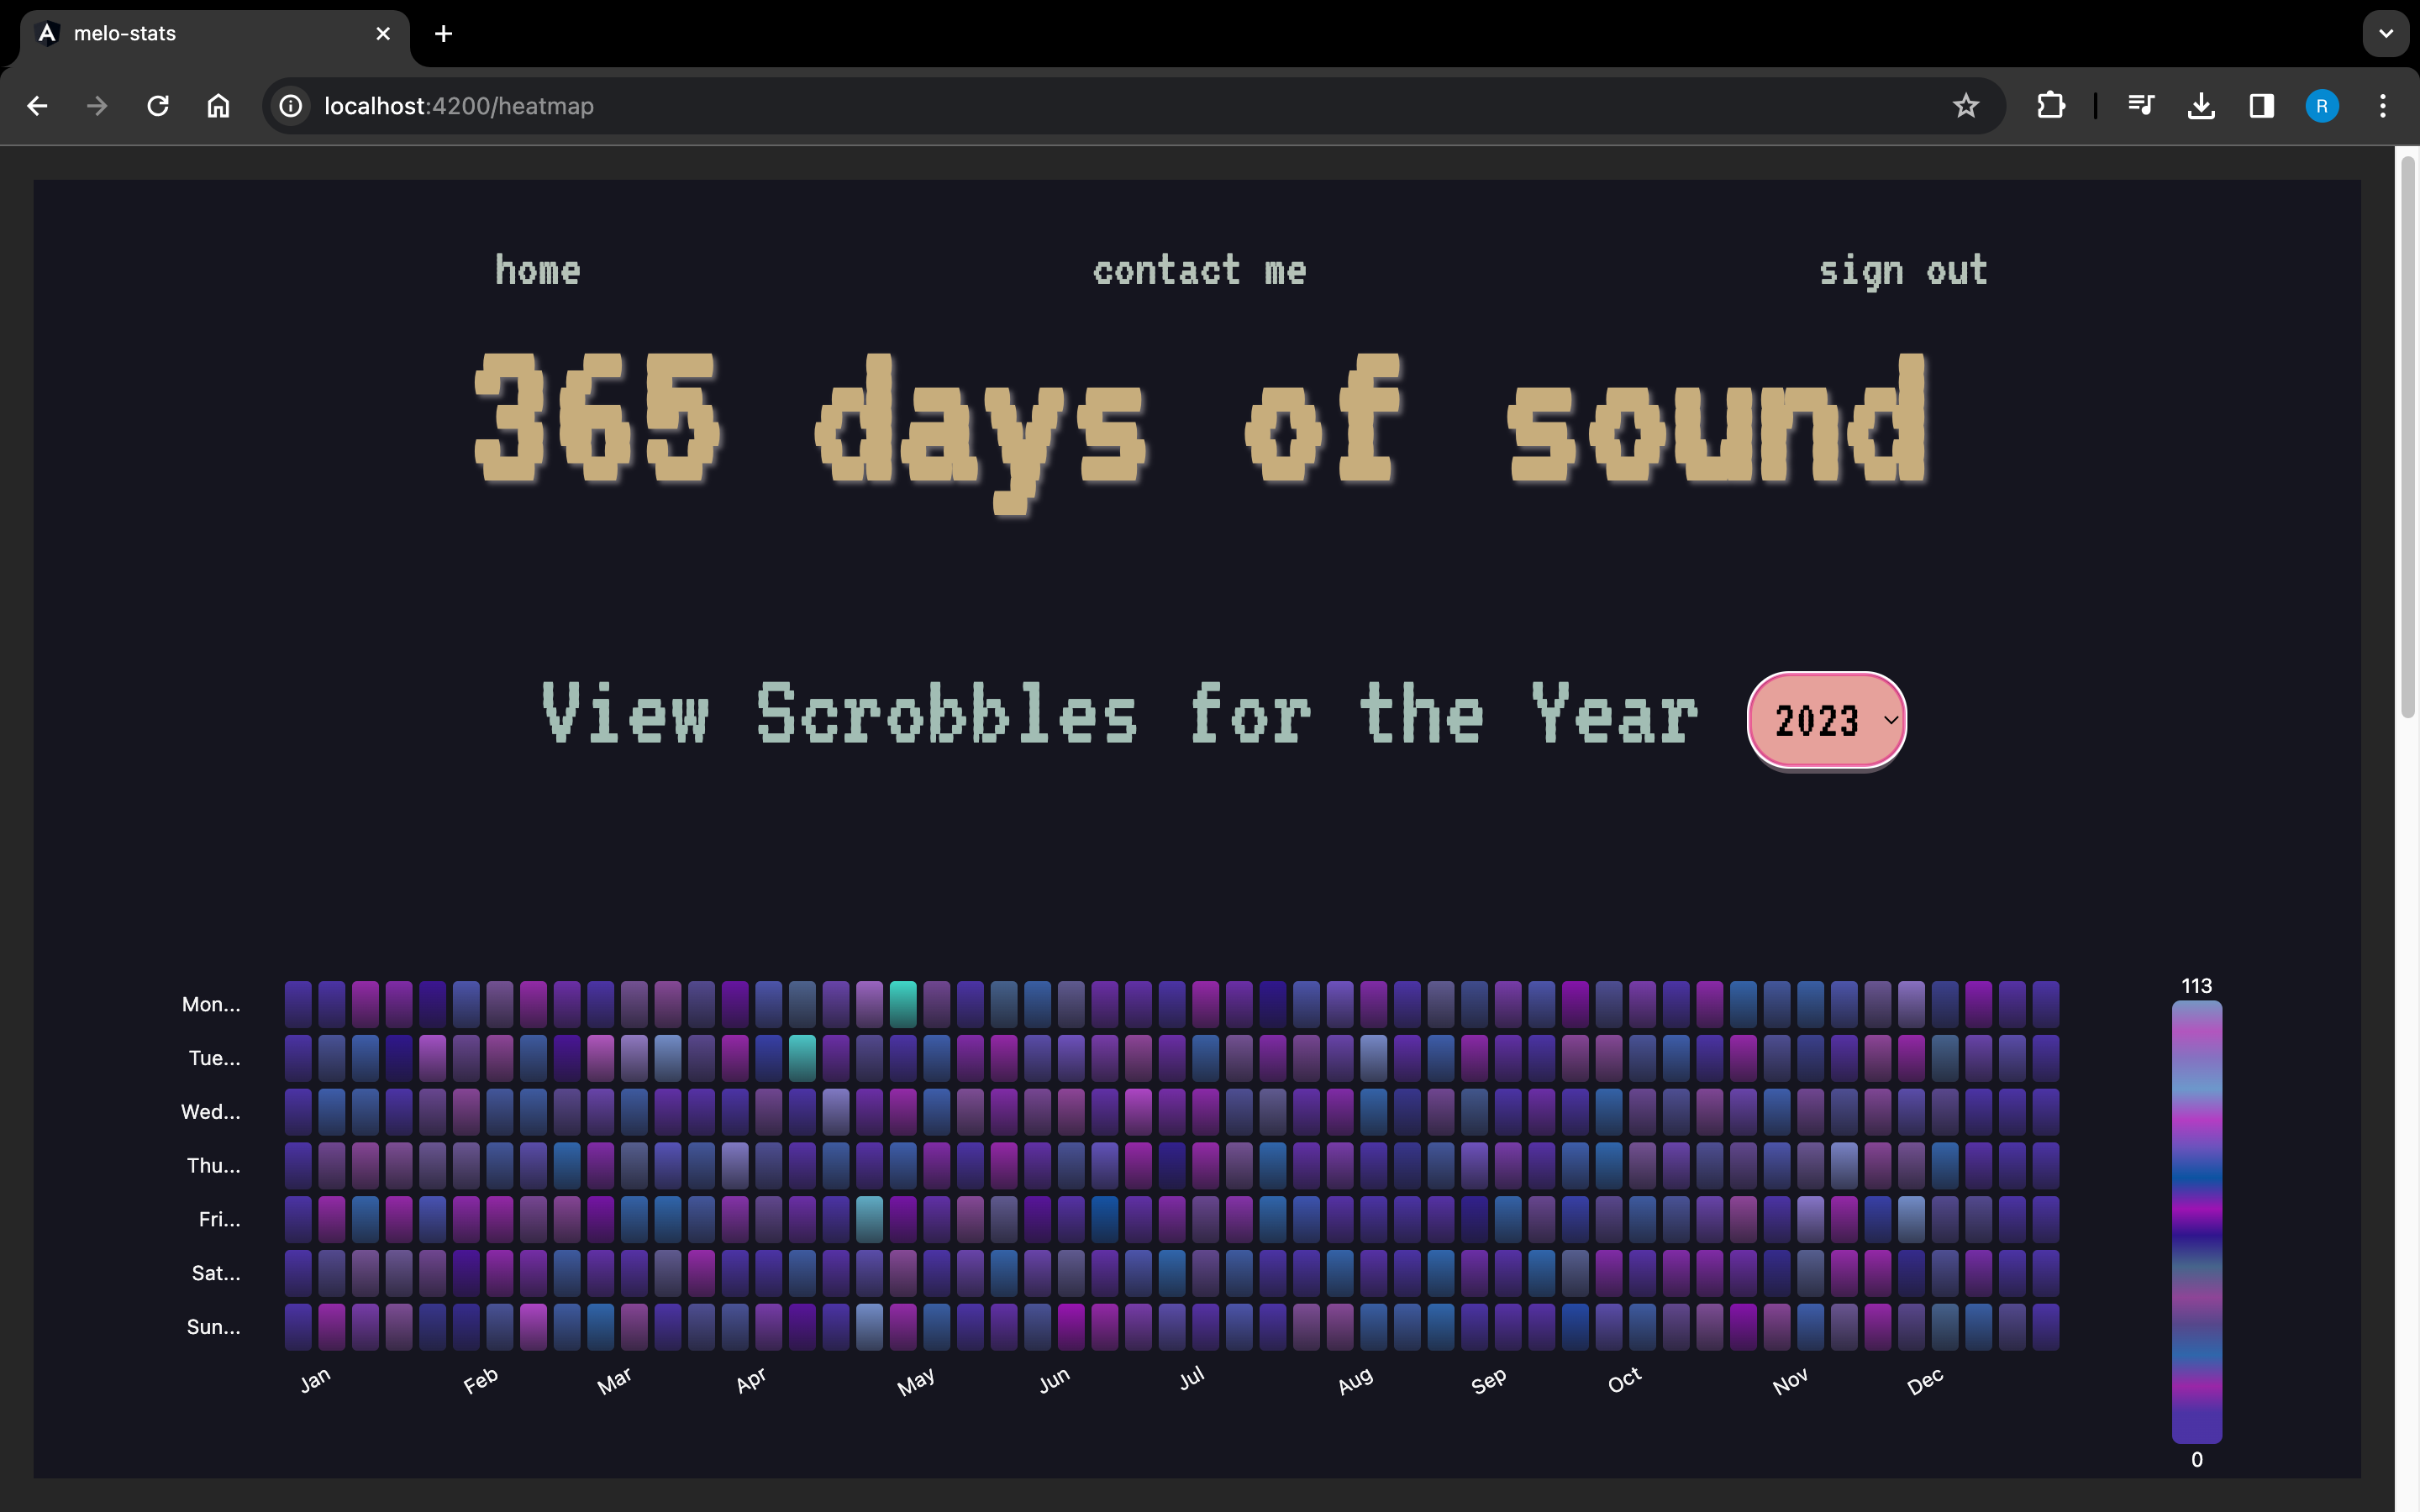 melo-stats
localhost:4200/heatmap
R
home contact me sign out
365 days of sound
View Scrobbles for the Year 2023
113
Mon...
Tue...
Wed...
Thu...
Fri...
Sat...
Sun...
Jan Feb Mar Apr May Jun Jul Aug Sep Oct Nov Dec
0